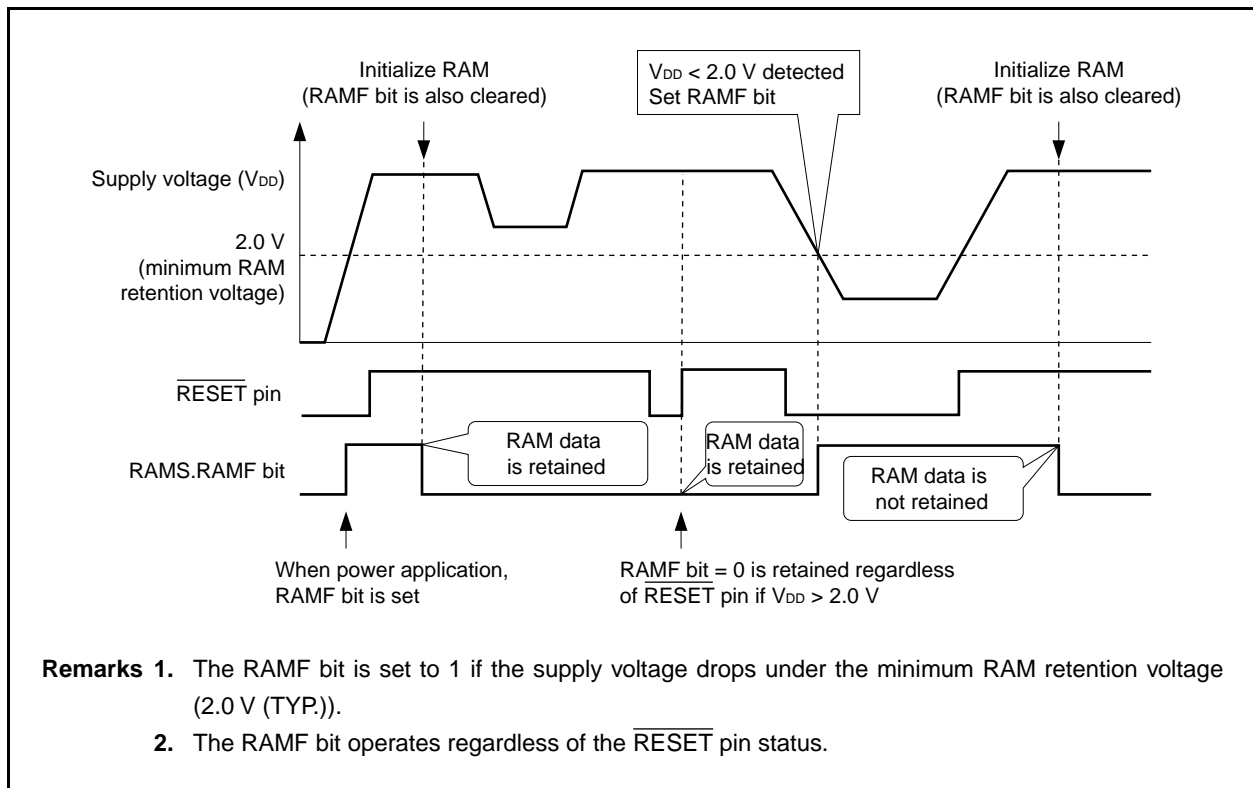 Initialize RAM
(RAMF bit is also cleared)
VDD < 2.0 V detected
Set RAMF bit
Initialize RAM
(RAMF bit is also cleared)
Supply voltage (VDD)
2.0 V
(minimum RAM
retention voltage)
RESET pin
RAMS.RAMF bit
RAM data
is retained
RAM data
is retained
RAM data is
not retained
When power application,
RAMF bit is set
RAMF bit = 0 is retained regardless
of RESET pin if VDD > 2.0 V
Remarks 1. The RAMF bit is set to 1 if the supply voltage drops under the minimum RAM retention voltage
(2.0 V (TYP.)).
2. The RAMF bit operates regardless of the RESET pin status.